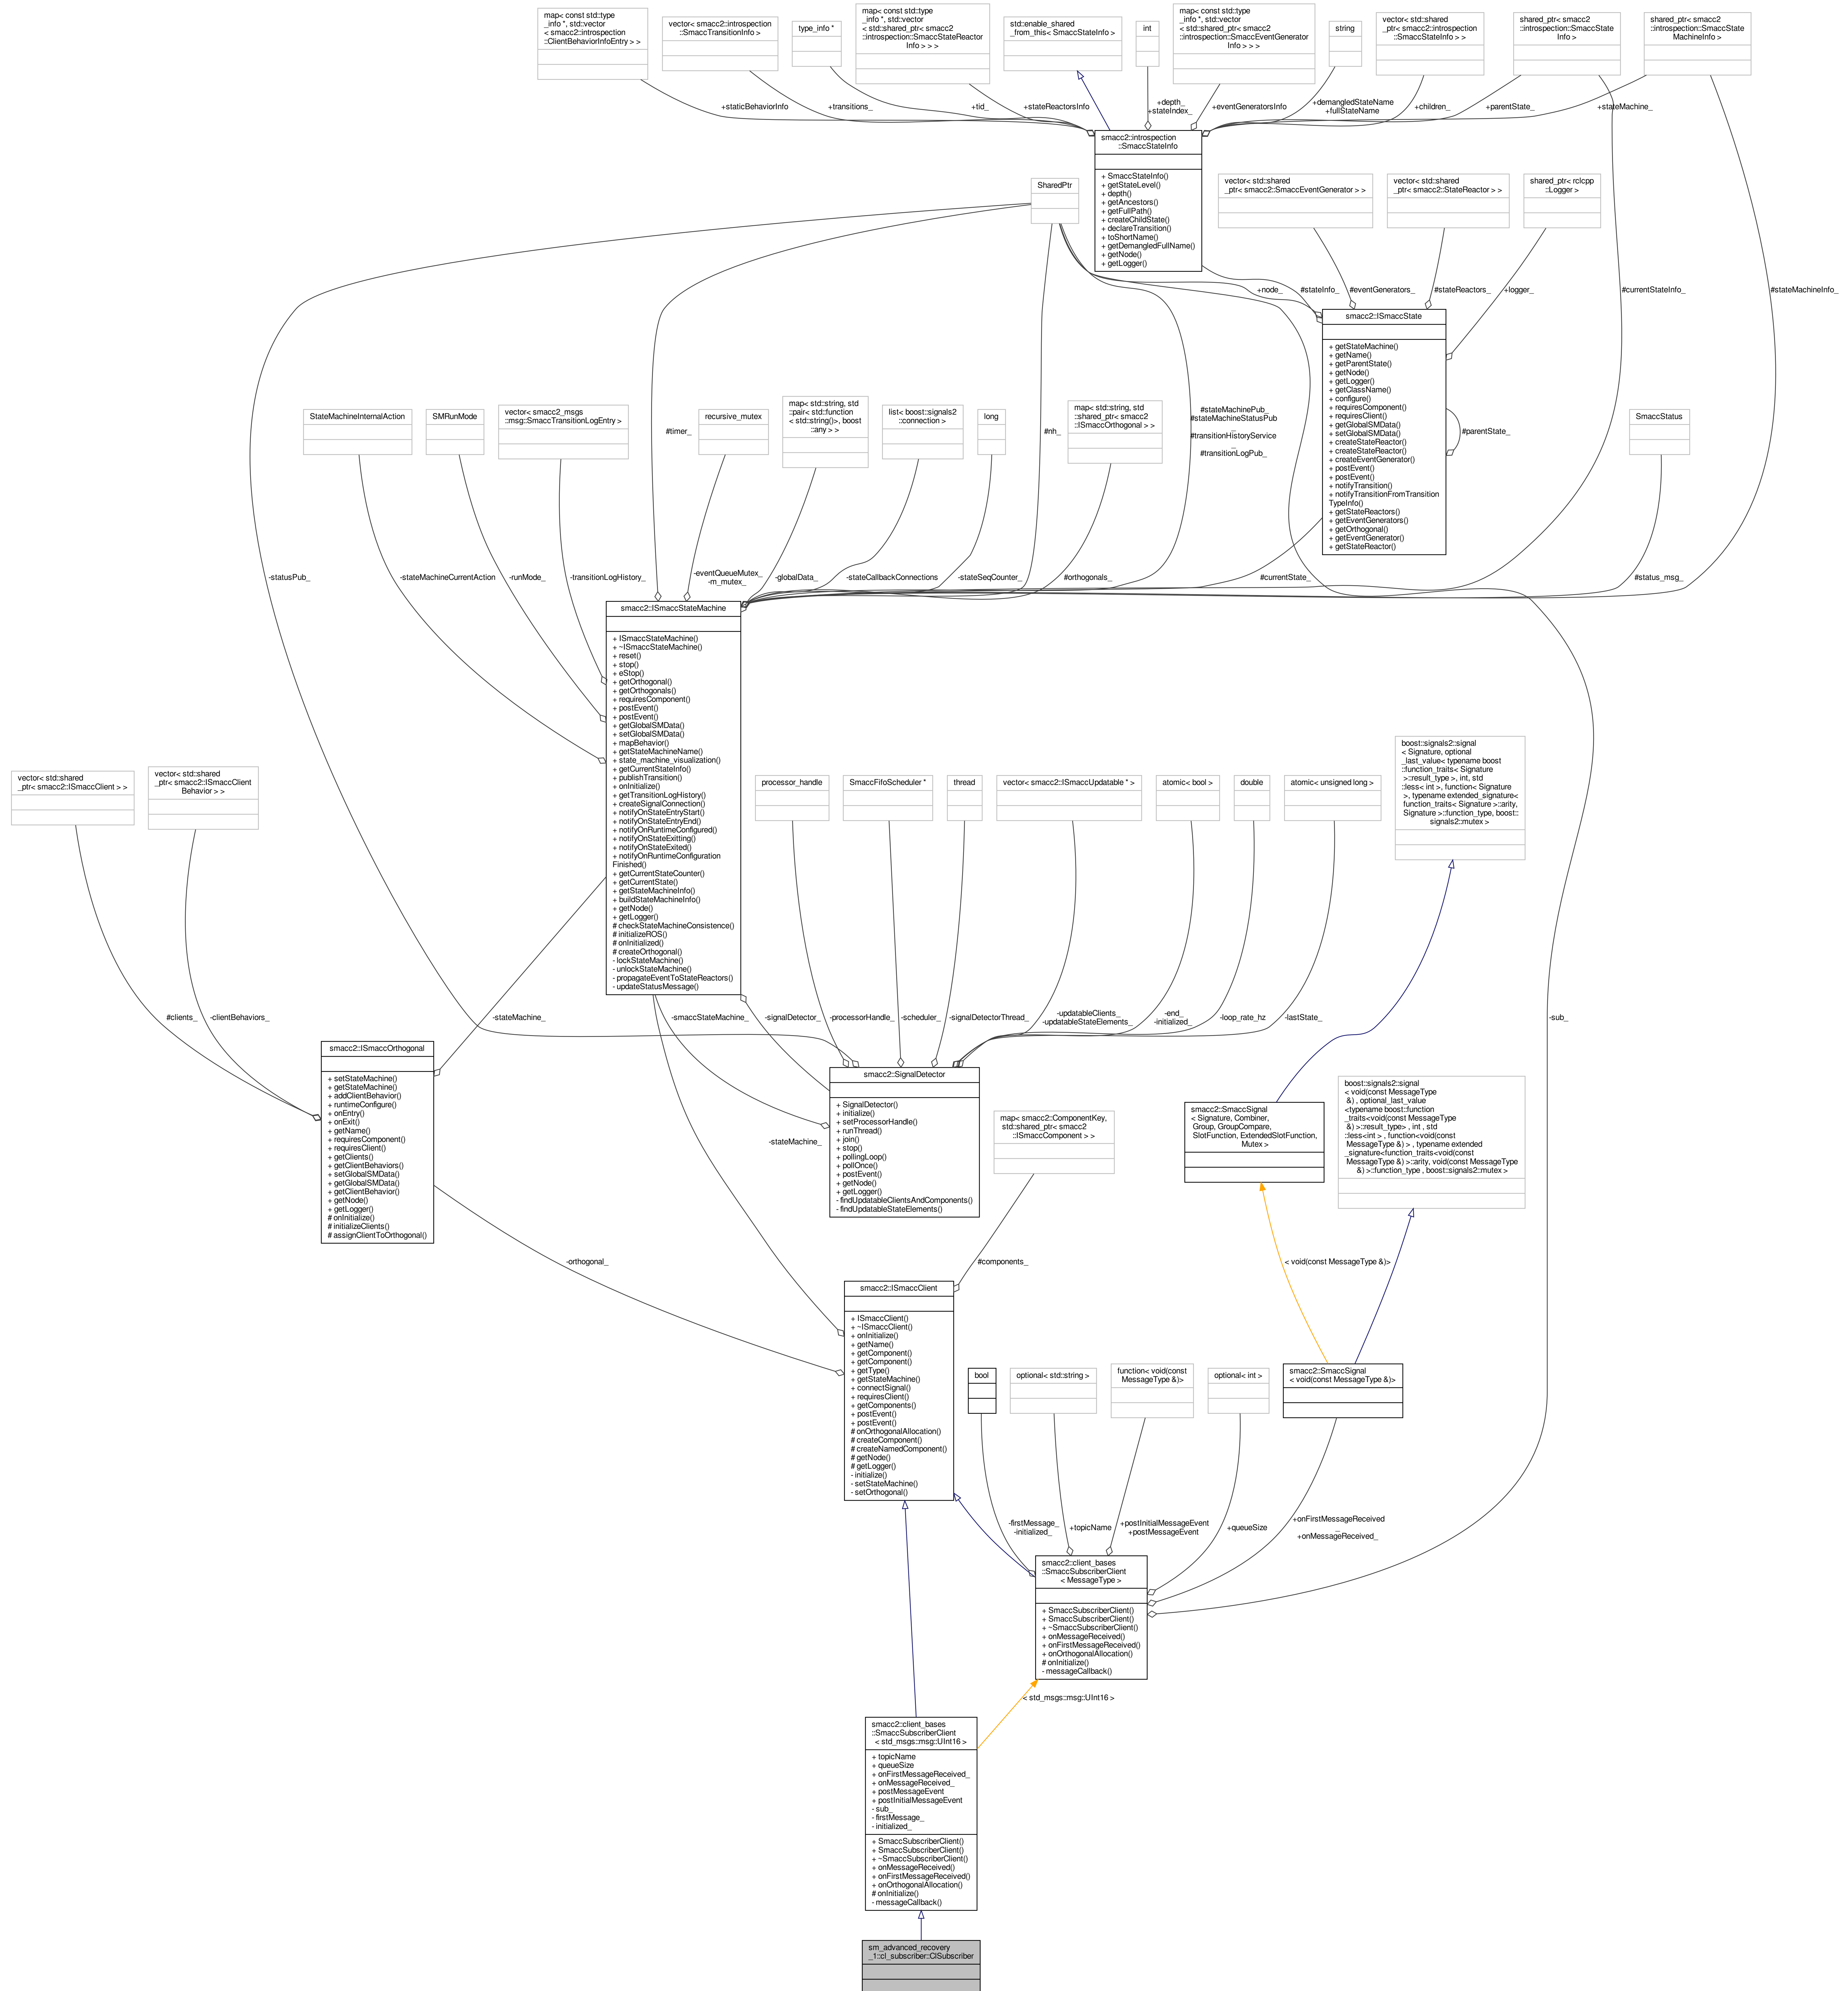 map< const std::type
_info *, std::vector
< smacc2::introspection
::ClientBehaviorInfoEntry > >
vector< smacc2::introspection
::SmaccTransitionInfo >
type_info *
map< const std::type
_info *, std::vector
< std::shared_ptr< smacc2
::introspection::SmaccStateReactor
Info > > >
std::enable_shared
_from_this< SmaccStateInfo >
int
map< const std::type
_info *, std::vector
< std::shared_ptr< smacc2
::introspection::SmaccEventGenerator
Info > > >
string
vector< std::shared
_ptr< smacc2::introspection
::SmaccStateInfo > >
shared_ptr< smacc2
::introspection::SmaccState
Info >
shared_ptr< smacc2
::introspection::SmaccState
MachineInfo >
+staticBehaviorInfo
+transitions_
+tid_
+stateReactorsInfo
+depth_
+stateIndex_
+eventGeneratorsInfo
+demangledStateName
+fullStateName
+children_
+parentState_
+stateMachine_
smacc2::introspection
::SmaccStateInfo
+ SmaccStateInfo()
+ getStateLevel()
+ depth()
+ getAncestors()
+ getFullPath()
+ createChildState()
+ declareTransition()
+ toShortName()
+ getDemangledFullName()
+ getNode()
+ getLogger()
SharedPtr
vector< std::shared
_ptr< smacc2::SmaccEventGenerator > >
vector< std::shared
_ptr< smacc2::StateReactor > >
shared_ptr< rclcpp
::Logger >
+node_
#stateInfo_
#eventGenerators_
#stateReactors_
+logger_
#currentStateInfo_
#stateMachineInfo_
smacc2::ISmaccState
+ getStateMachine()
+ getName()
+ getParentState()
+ getNode()
+ getLogger()
+ getClassName()
+ configure()
+ requiresComponent()
+ requiresClient()
+ getGlobalSMData()
+ setGlobalSMData()
+ createStateReactor()
+ createStateReactor()
+ createEventGenerator()
+ postEvent()
+ postEvent()
+ notifyTransition()
+ notifyTransitionFromTransition
TypeInfo()
+ getStateReactors()
+ getEventGenerators()
+ getOrthogonal()
+ getEventGenerator()
+ getStateReactor()
#parentState_
StateMachineInternalAction
SMRunMode
vector< smacc2_msgs
::msg::SmaccTransitionLogEntry >
#timer_
recursive_mutex
map< std::string, std
::pair< std::function
< std::string()>, boost
::any > >
list< boost::signals2
::connection >
long
#nh_
map< std::string, std
::shared_ptr< smacc2
::ISmaccOrthogonal > >
#stateMachinePub_
#stateMachineStatusPub
_
#transitionHistoryService
_
#transitionLogPub_
SmaccStatus
-statusPub_
-stateMachineCurrentAction
-runMode_
-transitionLogHistory_
-eventQueueMutex_
-m_mutex_
-globalData_
-stateCallbackConnections
-stateSeqCounter_
#orthogonals_
#currentState_
#status_msg_
smacc2::ISmaccStateMachine
+ ISmaccStateMachine()
+ ~ISmaccStateMachine()
+ reset()
+ stop()
+ eStop()
+ getOrthogonal()
+ getOrthogonals()
+ requiresComponent()
+ postEvent()
+ postEvent()
+ getGlobalSMData()
+ setGlobalSMData()
+ mapBehavior()
+ getStateMachineName()
+ state_machine_visualization()
+ getCurrentStateInfo()
+ publishTransition()
+ onInitialize()
+ getTransitionLogHistory()
+ createSignalConnection()
+ notifyOnStateEntryStart()
+ notifyOnStateEntryEnd()
+ notifyOnRuntimeConfigured()
+ notifyOnStateExitting()
+ notifyOnStateExited()
+ notifyOnRuntimeConfiguration
Finished()
+ getCurrentStateCounter()
+ getCurrentState()
+ getStateMachineInfo()
+ buildStateMachineInfo()
+ getNode()
+ getLogger()
# checkStateMachineConsistence()
# initializeROS()
# onInitialized()
# createOrthogonal()
- lockStateMachine()
- unlockStateMachine()
- propagateEventToStateReactors()
- updateStatusMessage()
vector< std::shared
_ptr< smacc2::ISmaccClient > >
vector< std::shared
_ptr< smacc2::ISmaccClient
Behavior > >
processor_handle
SmaccFifoScheduler *
thread
vector< smacc2::ISmaccUpdatable * >
atomic< bool >
double
atomic< unsigned long >
boost::signals2::signal
< Signature, optional
_last_value< typename boost
::function_traits< Signature
>::result_type >, int, std
::less< int >, function< Signature
>, typename extended_signature<
function_traits< Signature >::arity,
Signature >::function_type, boost::
signals2::mutex >
#clients_
-clientBehaviors_
-stateMachine_
-smaccStateMachine_
-signalDetector_
-processorHandle_
-scheduler_
-signalDetectorThread_
-updatableClients_
-updatableStateElements_
-end_
-initialized_
-loop_rate_hz
-lastState_
-sub_
smacc2::ISmaccOrthogonal
+ setStateMachine()
+ getStateMachine()
+ addClientBehavior()
+ runtimeConfigure()
+ onEntry()
+ onExit()
+ getName()
+ requiresComponent()
+ requiresClient()
+ getClients()
+ getClientBehaviors()
+ setGlobalSMData()
+ getGlobalSMData()
+ getClientBehavior()
+ getNode()
+ getLogger()
# onInitialize()
# initializeClients()
# assignClientToOrthogonal()
smacc2::SignalDetector
+ SignalDetector()
+ initialize()
+ setProcessorHandle()
+ runThread()
+ join()
+ stop()
+ pollingLoop()
+ pollOnce()
+ postEvent()
+ getNode()
+ getLogger()
- findUpdatableClientsAndComponents()
- findUpdatableStateElements()
-stateMachine_
map< smacc2::ComponentKey,
std::shared_ptr< smacc2
::ISmaccComponent > >
smacc2::SmaccSignal
< Signature, Combiner,
Group, GroupCompare,
SlotFunction, ExtendedSlotFunction,
Mutex >
boost::signals2::signal
< void(const MessageType
&) , optional_last_value
<typename boost::function
_traits<void(const MessageType
&) >::result_type> , int , std
::less<int > , function<void(const
MessageType &) > , typename extended
_signature<function_traits<void(const
MessageType &) >::arity, void(const MessageType
&) >::function_type , boost::signals2::mutex >
-orthogonal_
#components_
< void(const MessageType &)>
smacc2::ISmaccClient
+ ISmaccClient()
+ ~ISmaccClient()
+ onInitialize()
+ getName()
+ getComponent()
+ getComponent()
+ getType()
+ getStateMachine()
+ connectSignal()
+ requiresClient()
+ getComponents()
+ postEvent()
+ postEvent()
# onOrthogonalAllocation()
# createComponent()
# createNamedComponent()
# getNode()
# getLogger()
- initialize()
- setStateMachine()
- setOrthogonal()
bool
optional< std::string >
function< void(const
MessageType &)>
optional< int >
smacc2::SmaccSignal
< void(const MessageType &)>
-firstMessage_
-initialized_
+topicName
+postInitialMessageEvent
+postMessageEvent
+queueSize
+onFirstMessageReceived
_
+onMessageReceived_
smacc2::client_bases
::SmaccSubscriberClient
< MessageType >
+ SmaccSubscriberClient()
+ SmaccSubscriberClient()
+ ~SmaccSubscriberClient()
+ onMessageReceived()
+ onFirstMessageReceived()
+ onOrthogonalAllocation()
# onInitialize()
- messageCallback()
< std_msgs::msg::UInt16 >
smacc2::client_bases
::SmaccSubscriberClient
< std_msgs::msg::UInt16 >
+ topicName
+ queueSize
+ onFirstMessageReceived_
+ onMessageReceived_
+ postMessageEvent
+ postInitialMessageEvent
- sub_
- firstMessage_
- initialized_
+ SmaccSubscriberClient()
+ SmaccSubscriberClient()
+ ~SmaccSubscriberClient()
+ onMessageReceived()
+ onFirstMessageReceived()
+ onOrthogonalAllocation()
# onInitialize()
- messageCallback()
sm_advanced_recovery
_1::cl_subscriber::ClSubscriber